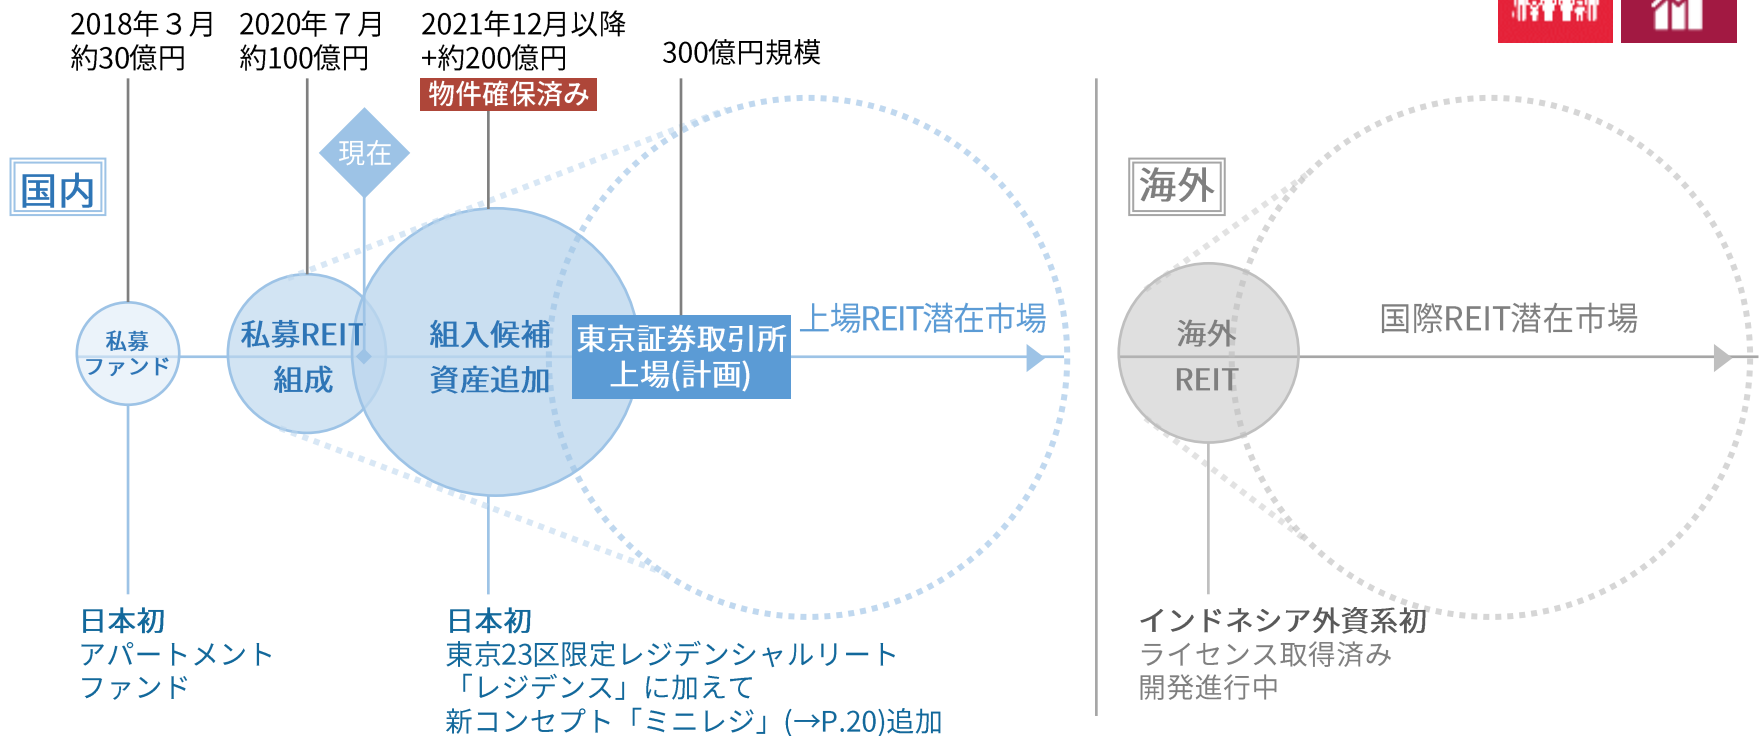 2018年３月
約30億円
2020年７月
約100億円
2021年12月以降
+約200億円
物件確保済み
300億円規模
現在
国内
私募
ファンド
私募REIT
組成
組入候補
資産追加
東京証券取引所
上場(計画)
上場REIT潜在市場
日本初
アパートメント
ファンド
日本初
東京23区限定レジデンシャルリート
「レジデンス」に加えて
新コンセプト「ミニレジ」(→P.20)追加
海外
海外
REIT
国際REIT潜在市場
インドネシア外資系初
ライセンス取得済み
開発進行中